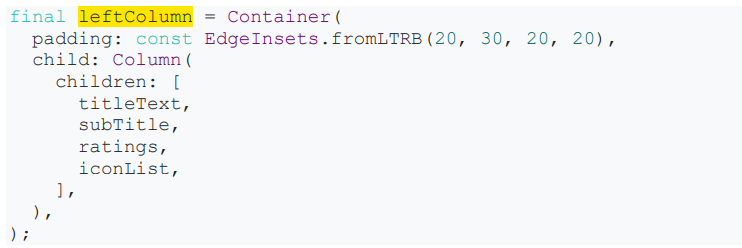 final leftColumn = Container(
  padding: const EdgeInsets.fromLTRB(20, 30, 20, 20),
  child: Column(
    children: [
      titleText,
      subTitle,
      ratings,
      iconList,
    ],
  ),
);